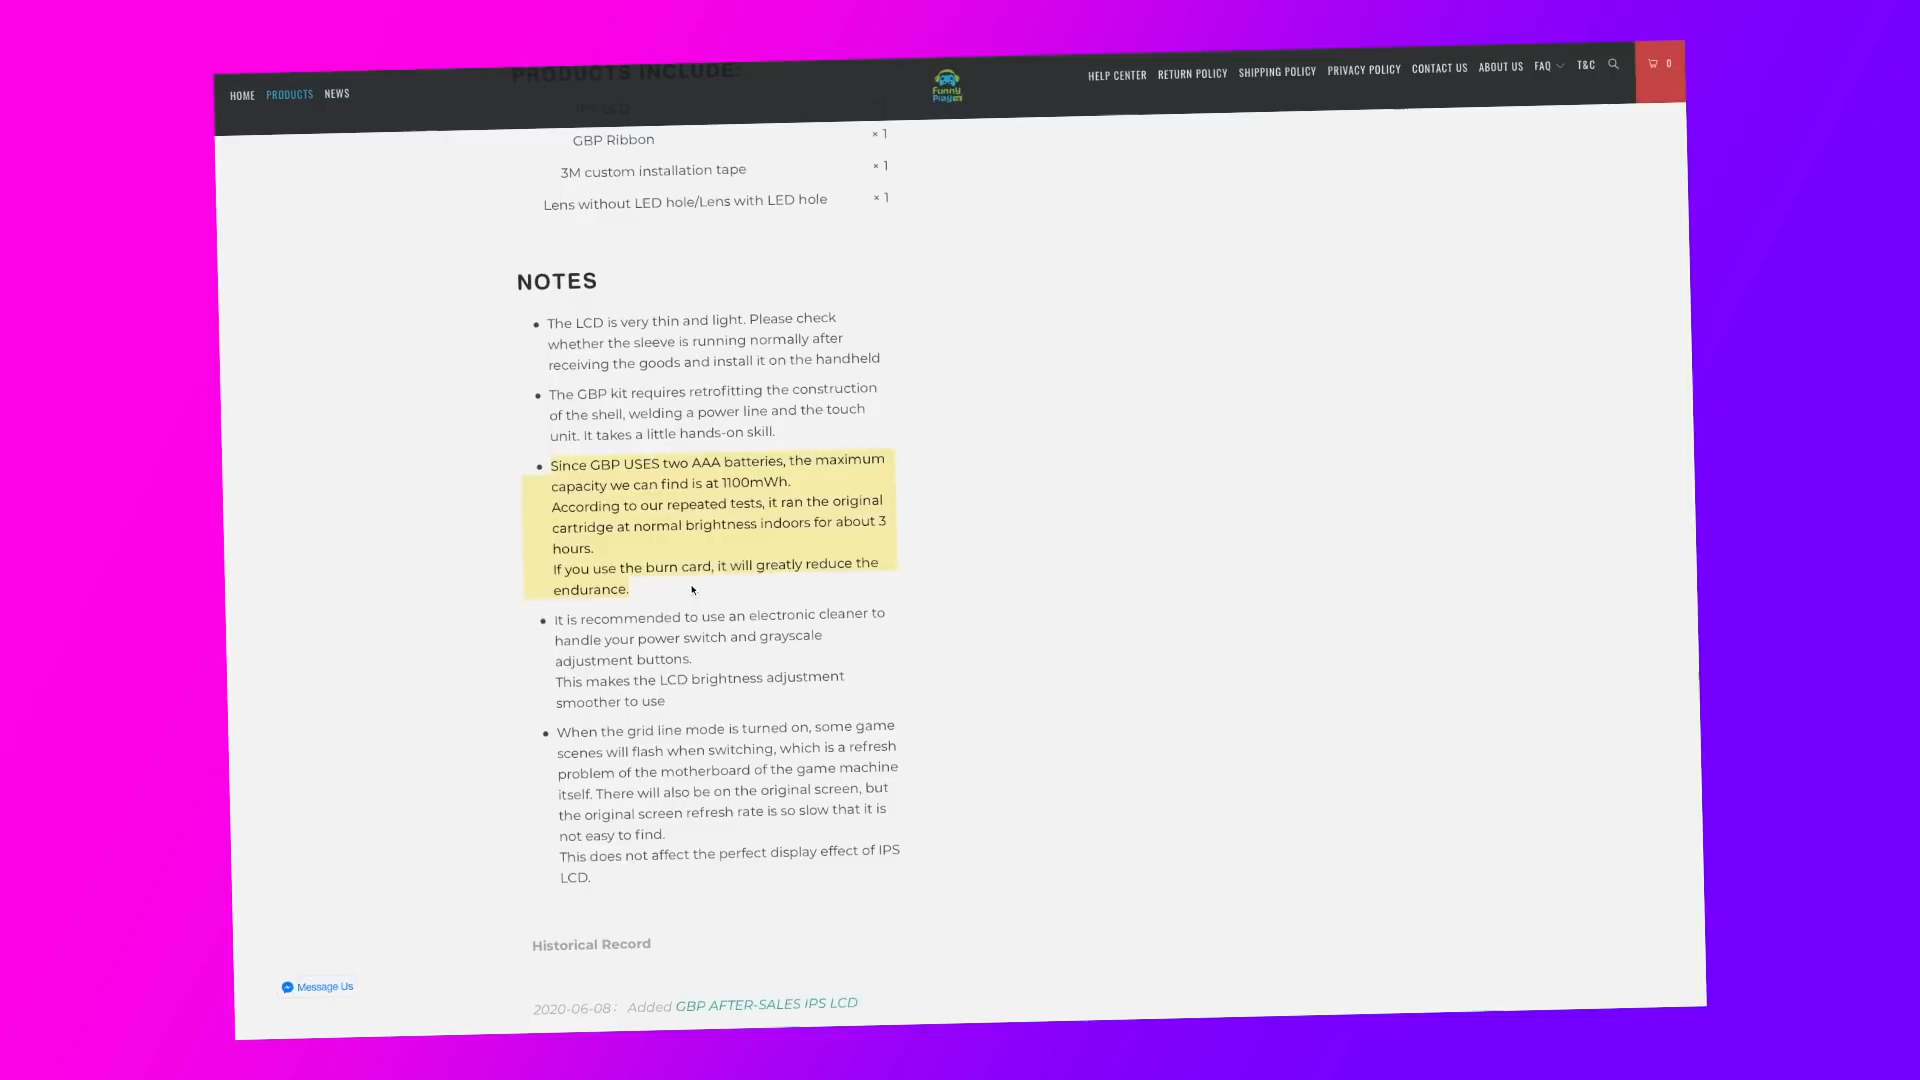 HOME PRODUCTS NEWS
Funny
Playing
HELP CENTER RETURN POLICY SHIPPING POLICY PRIVACY POLICY CONTACT US ABOUT US FAQ T&C 0
PRODUCTS INCLUDE:
IPS LCD
GBP Ribbon × 1
3M custom installation tape × 1
Lens without LED hole/Lens with LED hole × 1
NOTES
• The LCD is very thin and light. Please check
whether the sleeve is running normally after
receiving the goods and install it on the handheld
• The GBP kit requires retrofitting the construction
of the shell, welding a power line and the touch
unit. It takes a little hands-on skill.
• Since GBP USES two AAA batteries, the maximum
capacity we can find is at 1100mWh.
According to our repeated tests, it ran the original
cartridge at normal brightness indoors for about 3
hours.
If you use the burn card, it will greatly reduce the
endurance.
• It is recommended to use an electronic cleaner to
handle your power switch and grayscale
adjustment buttons.
This makes the LCD brightness adjustment
smoother to use
• When the grid line mode is turned on, some game
scenes will flash when switching, which is a refresh
problem of the motherboard of the game machine
itself. There will also be on the original screen, but
the original screen refresh rate is so slow that it is
not easy to find.
This does not affect the perfect display effect of IPS
LCD.
Historical Record
2020-06-08： Added GBP AFTER-SALES IPS LCD
Message Us